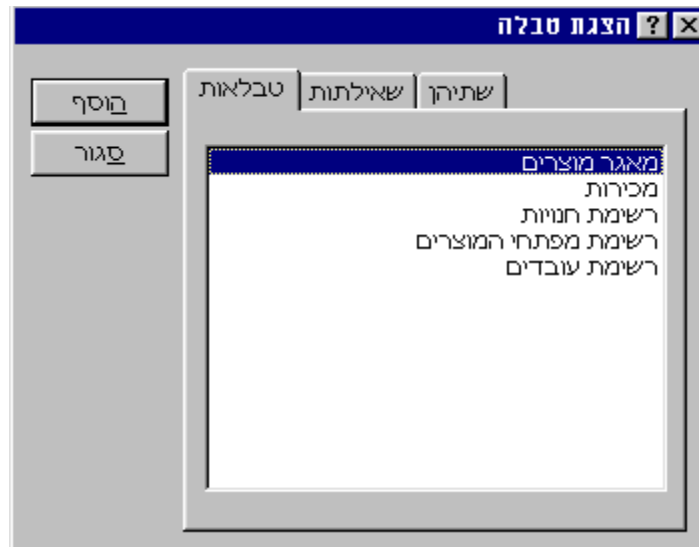 הצגת טבלה
טבלאות שאילתות שתיהן
הוסף
סגור
מאגר מוצרים
מכירות
רשימת חנויות
רשימת מפתחי המוצרים
רשימת עובדים